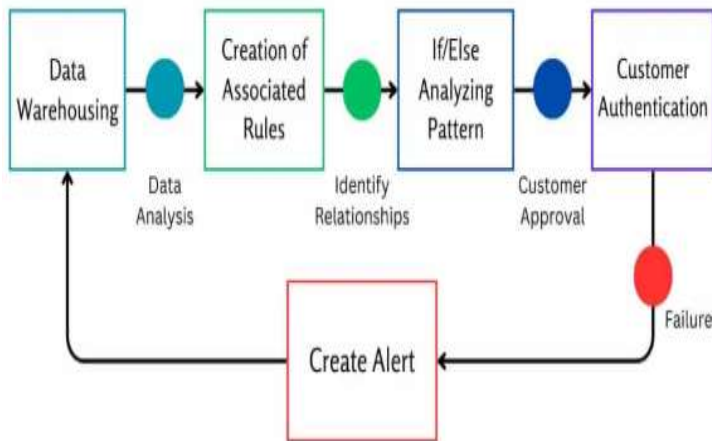 Data
Warehousing
Creation of
Associated
Rules
If/Else
Analyzing
Pattern
Customer
Authentication
Data
Analysis
Identify
Relationships
Customer
Approval
Failure
Create Alert